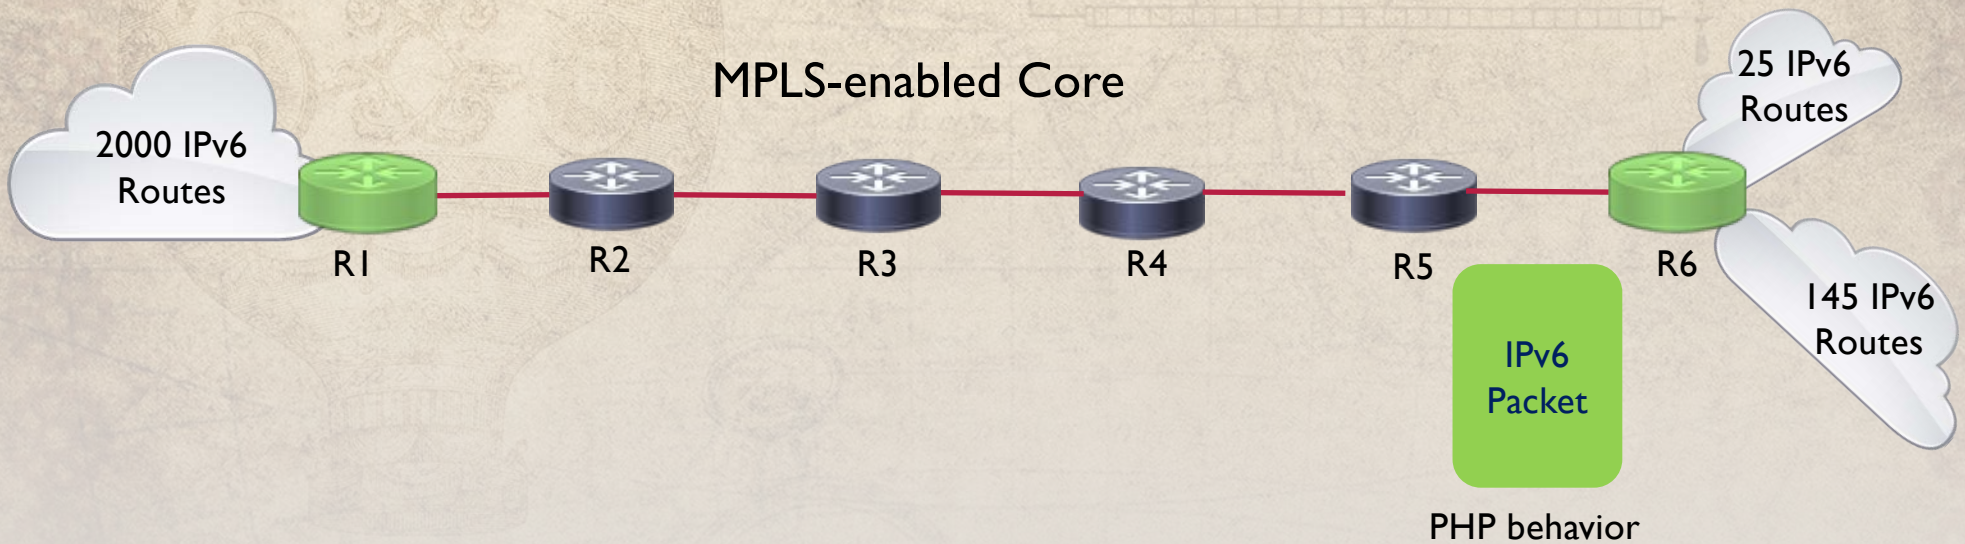 MPLS-enabled Core
2000 IPv6
Routes
25 IPv6
Routes
R1
R2
R3
R4
R5
R6
145 IPv6
Routes
IPv6
Packet
PHP behavior